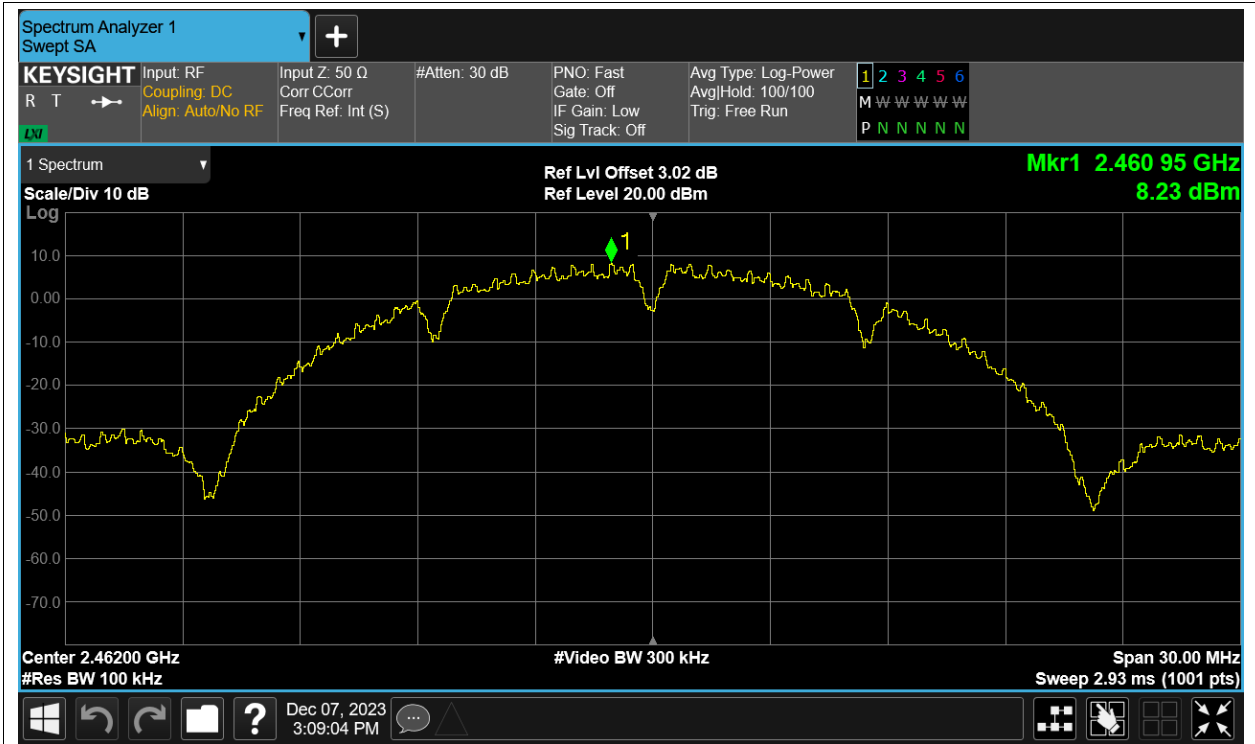 Spectrum Analyzer 1
Swept SA
+
KEYSIGHT
R T
LXI
Input: RF
Coupling: DC
Align: Auto/No RF
Input Z: 50 Ω
Corr CCorr
Freq Ref: Int (S)
#Atten: 30 dB
PNO: Fast
Gate: Off
IF Gain: Low
Sig Track: Off
Avg Type: Log-Power
Avg|Hold: 100/100
Trig: Free Run
1 2 3 4 5 6
M W W W W W
P N N N N N
1 Spectrum
Scale/Div 10 dB
Log
Ref Lvl Offset 3.02 dB
Ref Level 20.00 dBm
Mkr1 2.460 95 GHz
8.23 dBm
1
10.0
0.00
-10.0
-20.0
-30.0
-40.0
-50.0
-60.0
-70.0
Center 2.46200 GHz
#Res BW 100 kHz
#Video BW 300 kHz
Span 30.00 MHz
Sweep 2.93 ms (1001 pts)
?
Dec 07, 2023
3:09:04 PM